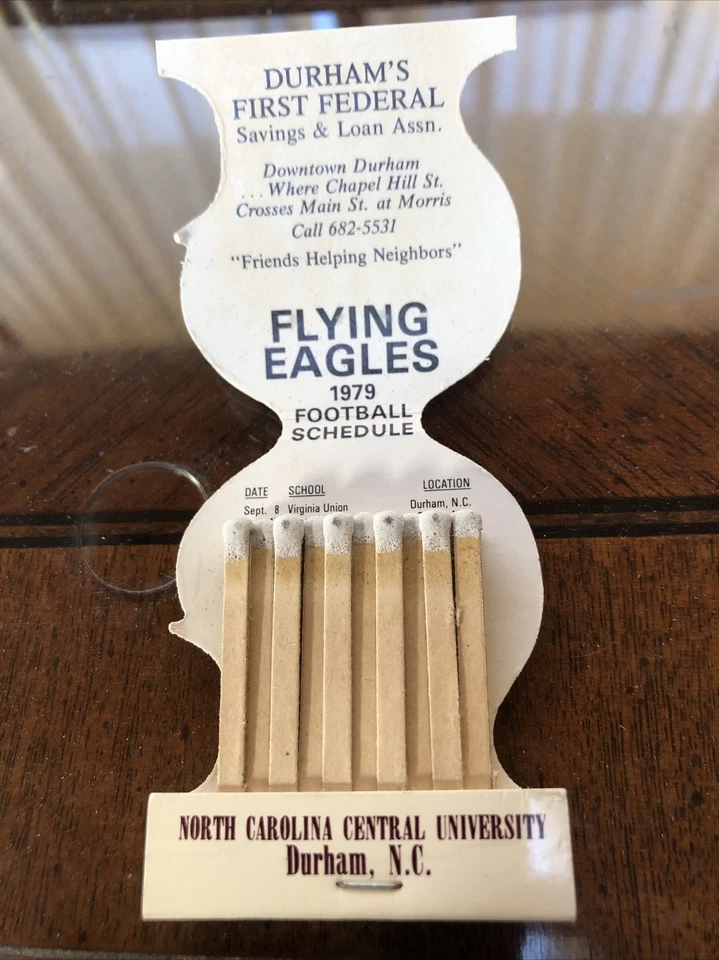 DURHAM'S
FIRST FEDERAL
Savings & Loan Assn.
Downtown Durham
...Where Chapel Hill St.
Crosses Main St. at Morris
Call 682-5531
"Friends Helping Neighbors"
FLYING
EAGLES
1979
FOOTBALL
SCHEDULE
DATE SCHOOL LOCATION
Sept. 8 Virginia Union Durham, N.C.
NORTH CAROLINA CENTRAL UNIVERSITY
Durham, N.C.